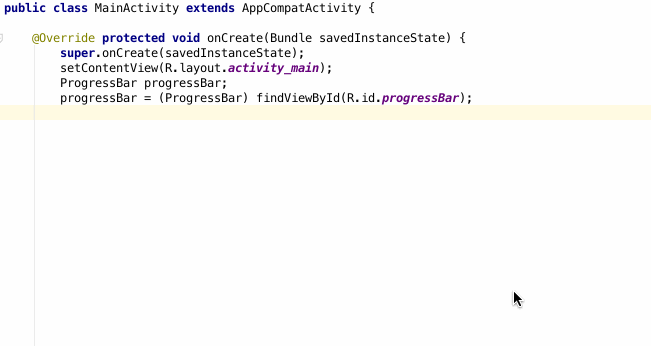 public class MainActivity extends AppCompatActivity {
@Override protected void onCreate(Bundle savedInstanceState) {
super.onCreate(savedInstanceState);
setContentView(R.layout.activity_main);
ProgressBar progressBar;
progressBar = (ProgressBar) findViewById(R.id.progressBar);